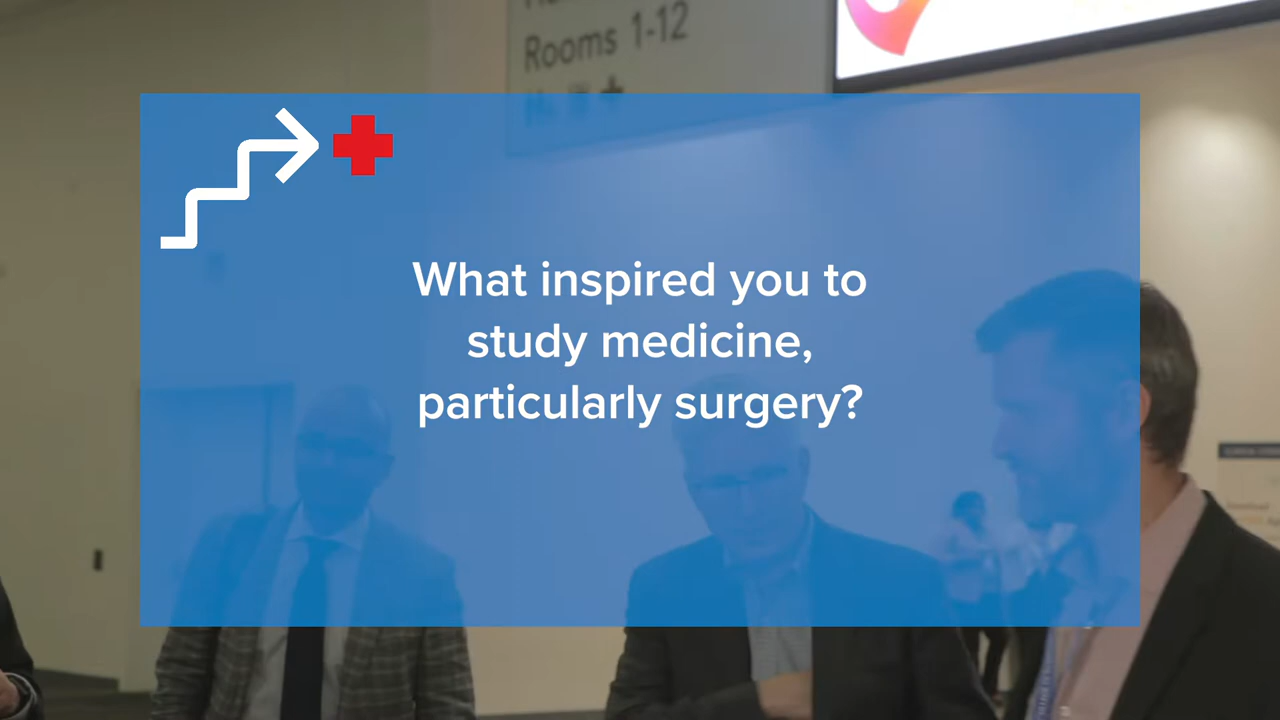 Rooms 1-12
What inspired you to
study medicine,
particularly surgery?